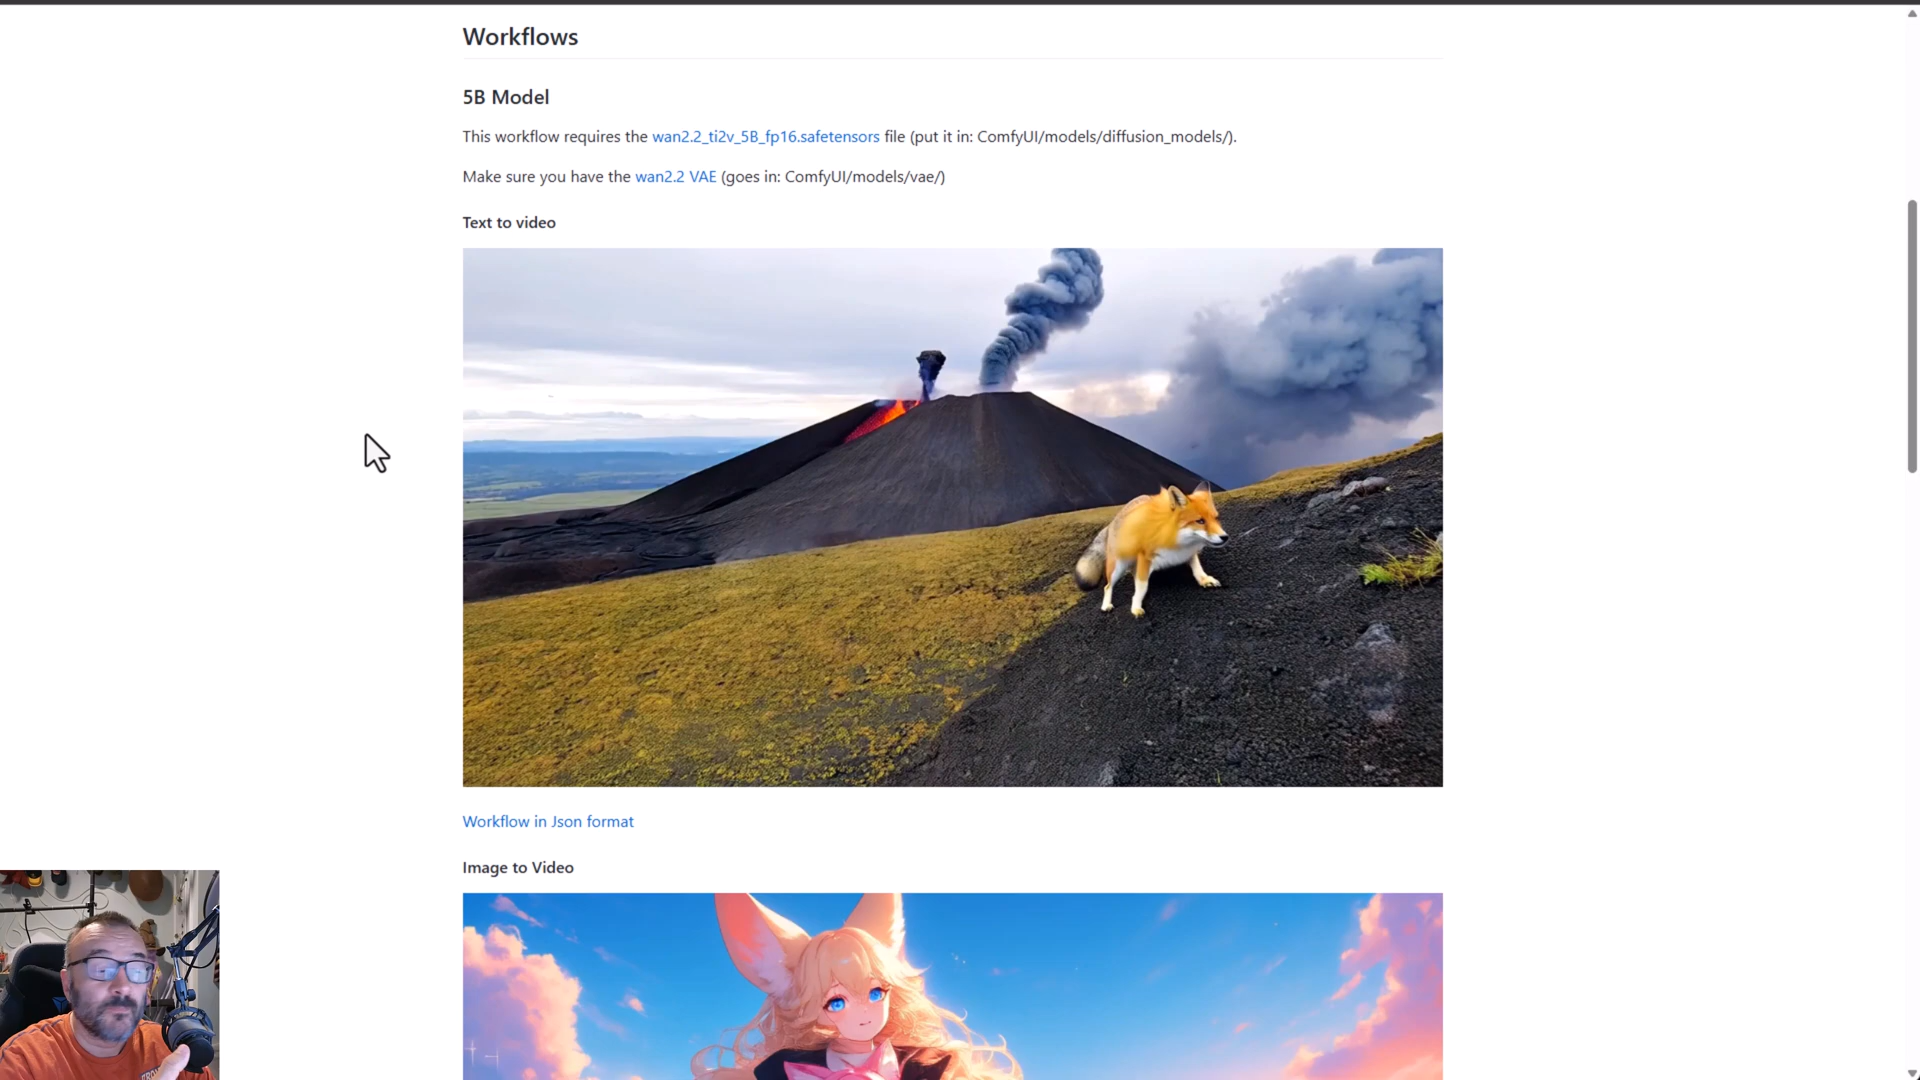 Workflows
5B Model
This workflow requires the wan2.2_ti2v_5B_fp16.safetensors file (put it in: ComfyUI/models/diffusion_models/).
Make sure you have the wan2.2 VAE (goes in: ComfyUI/models/vae/)
Text to video
Workflow in Json format
Image to Video